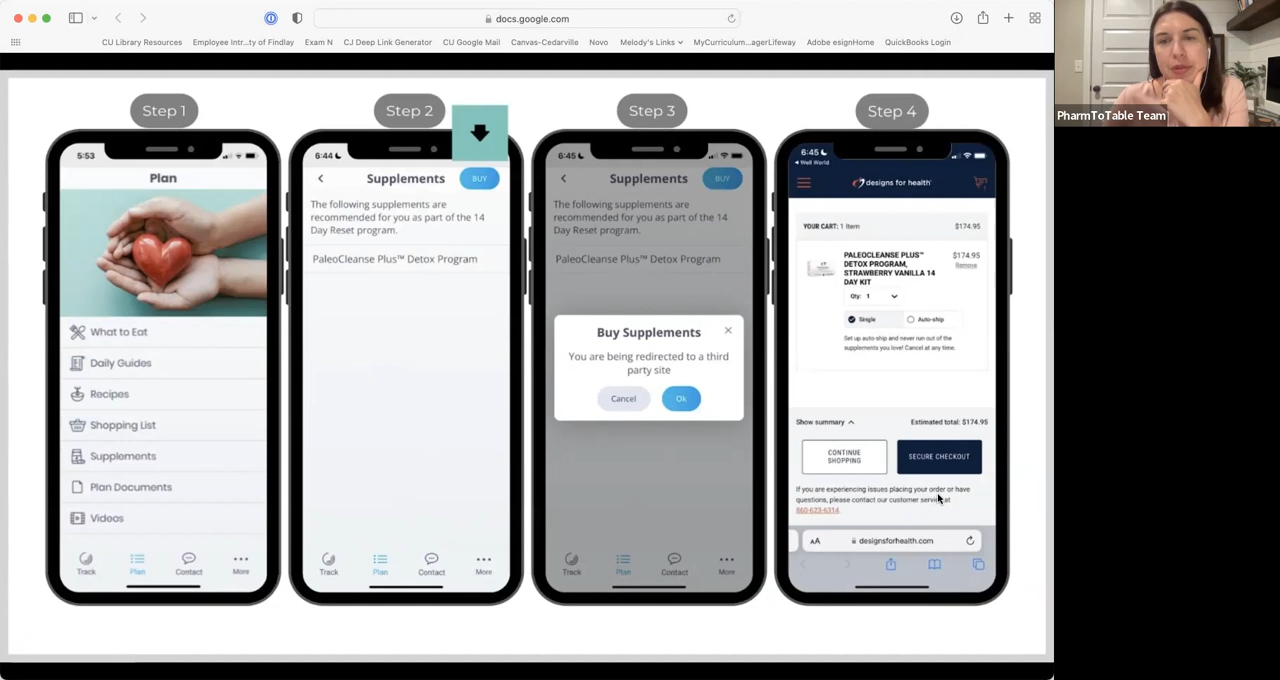 docs.google.com
CU Library Resources
Employee Intr...ty of Findlay
Exam N
CJ Deep Link Generator
CU Google Mail
Canvas-Cedarville
Novo
Melody's Links
MyCurriculum...agerLifeway
Adobe esignHome
QuickBooks Login
PharmToTable Team
Step 1
5:53
Plan
What to Eat
Daily Guides
Recipes
Shopping List
Supplements
Plan Documents
Videos
Track
Plan
Contact
More
Step 2
6:44
Supplements
BUY
The following supplements are
recommended for you as part of the 14
Day Reset program.
PaleoCleanse Plus™ Detox Program
Track
Plan
Contact
More
Step 3
6:45
Supplements
BUY
The following supplements are
recommended for you as part of the 14
Day Reset program.
PaleoCleanse Plus™ Detox Program
Buy Supplements
You are being redirected to a third
party site
Cancel
Ok
Track
Plan
Contact
More
Step 4
6:45
Well World
designs for health
YOUR CART: 1 Item $174.95
PALEOCLEANSE PLUS™ $174.95
DETOX PROGRAM, Remove
STRAWBERRY VANILLA 14
DAY KIT
Qty: 1
Single Auto-ship
Set up auto-ship and never run out of the
supplements you love! Cancel at any time.
Show summary Estimated total: $174.95
CONTINUE
SHOPPING
SECURE CHECKOUT
If you are experiencing issues placing your order or have
questions, please contact our customer service at
860-623-6314.
AA designsforhealth.com